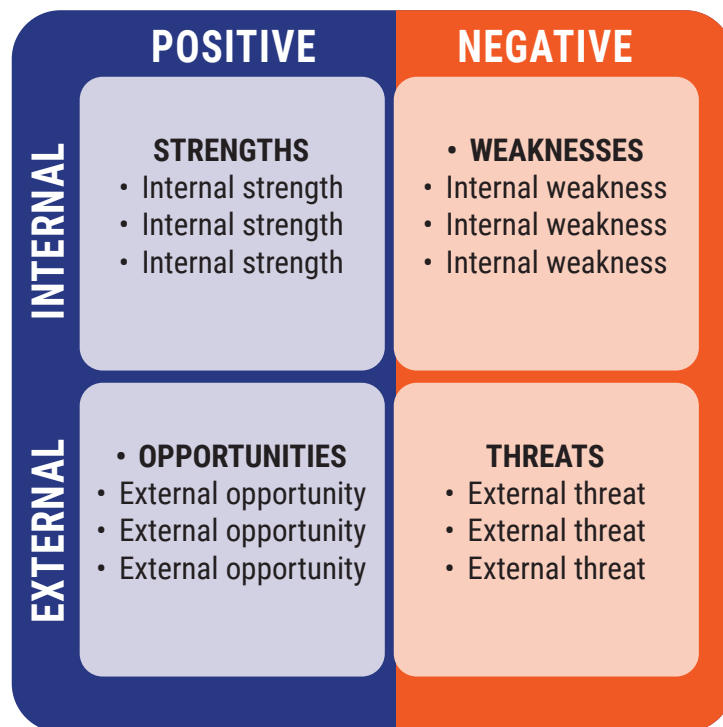 POSITIVE
NEGATIVE
INTERNAL
STRENGTHS
• Internal strength
• Internal strength
• Internal strength
• WEAKNESSES
• Internal weakness
• Internal weakness
• Internal weakness
EXTERNAL
• OPPORTUNITIES
• External opportunity
• External opportunity
• External opportunity
THREATS
• External threat
• External threat
• External threat